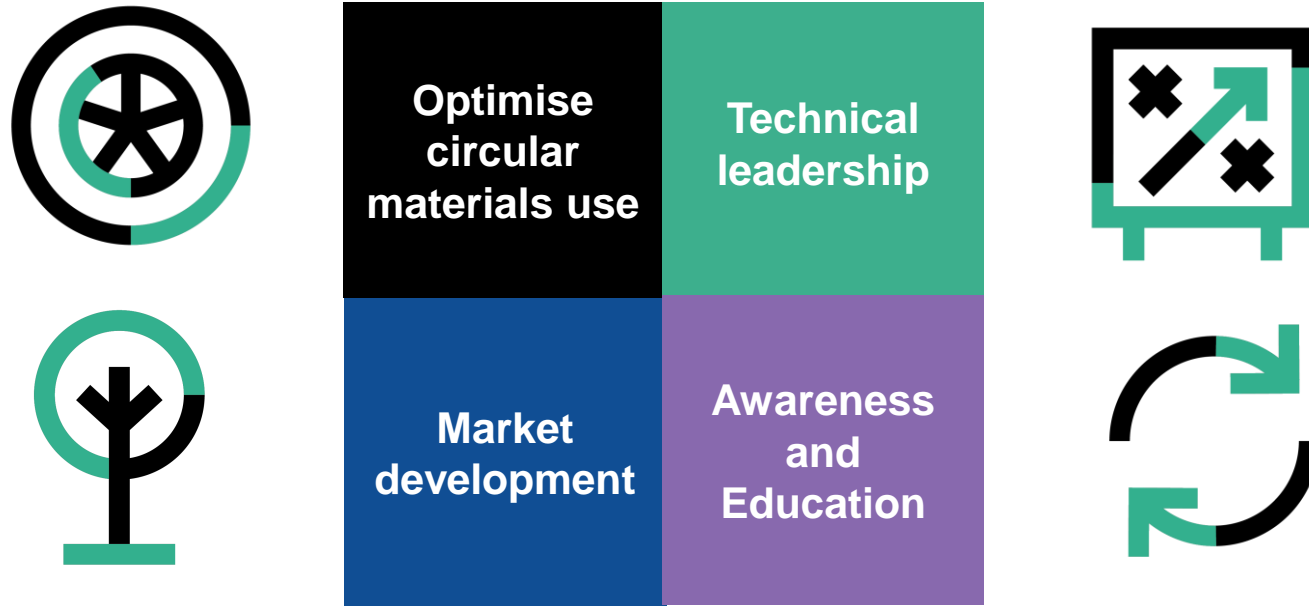 Optimise
circular
materials use
Technical
leadership
Market
development
Awareness
and
Education